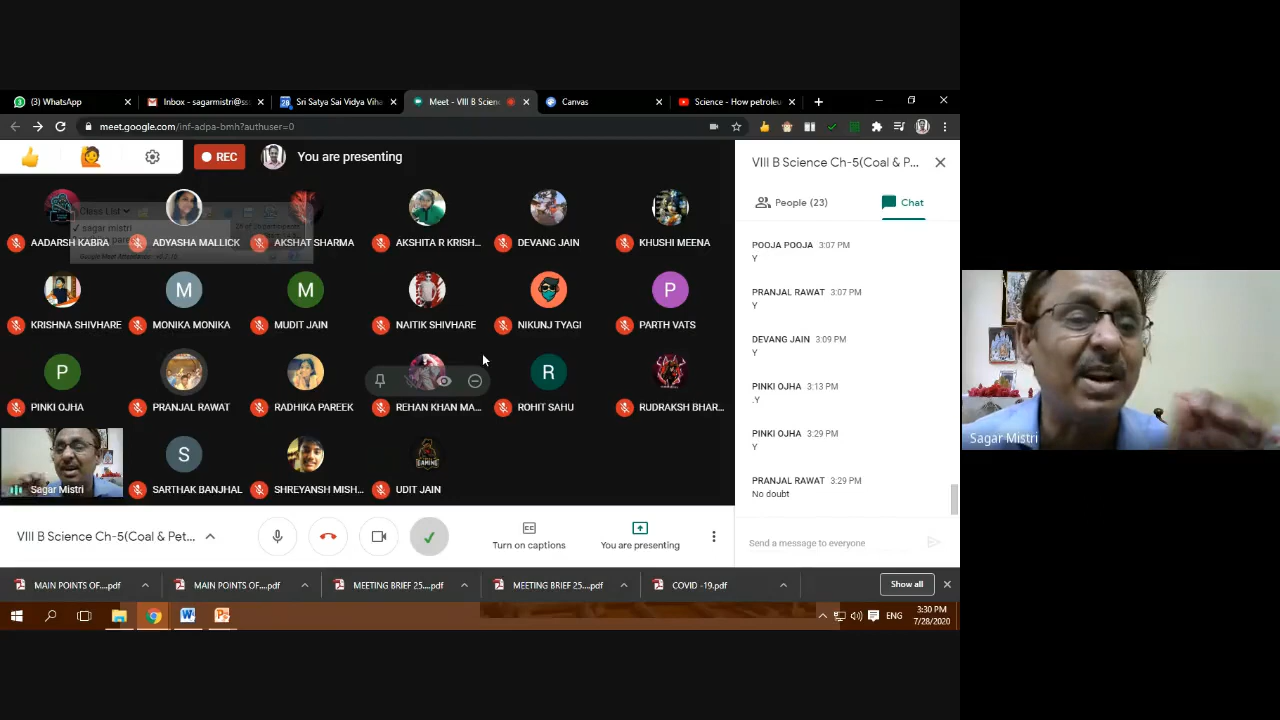 (3) WhatsApp
Inbox - sagarmistri@ss
Sri Satya Sai Vidya Viha
Meet - VIII B Scienc
Canvas
Science - How petroleu
meet.google.com/inf-adpa-bmh?authuser=0
REC
You are presenting
VIII B Science Ch-5(Coal & P...
People (23)
Chat
Class List
sagar mistri
AADARSH KABRA
ADYASHA MALLICK
AKSHAT SHARMA
AKSHITA R KRISH...
DEVANG JAIN
KHUSHI MEENA
M
M
P
KRISHNA SHIVHARE
MONIKA MONIKA
MUDIT JAIN
NAITIK SHIVHARE
NIKUNJ TYAGI
PARTH VATS
P
R
PINKI OJHA
PRANJAL RAWAT
RADHIKA PAREEK
REHAN KHAN MA...
ROHIT SAHU
RUDRAKSH BHAR...
S
GAMING
Sagar Mistri
SARTHAK BANJHAL
SHREYANSH MISH...
UDIT JAIN
POOJA POOJA 3:07 PM
Y
PRANJAL RAWAT 3:07 PM
Y
DEVANG JAIN 3:09 PM
Y
PINKI OJHA 3:13 PM
.Y
PINKI OJHA 3:29 PM
Y
PRANJAL RAWAT 3:29 PM
No doubt
Send a message to everyone
VIII B Science Ch-5(Coal & Pet...
Turn on captions
You are presenting
MAIN POINTS OF....pdf
MAIN POINTS OF....pdf
MEETING BRIEF 25....pdf
MEETING BRIEF 25....pdf
COVID -19.pdf
Show all
ENG
3:30 PM
7/28/2020
Sagar Mistri